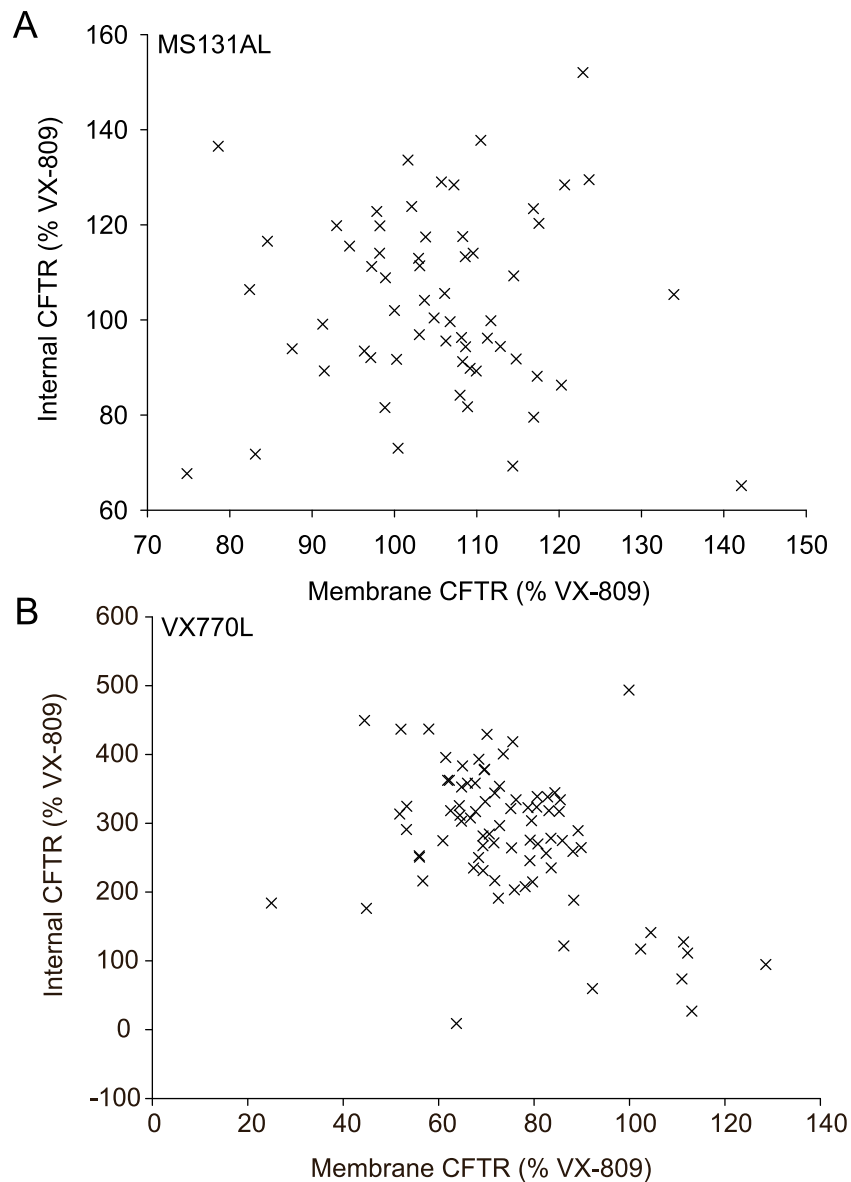 A
MS131AL
160
140
120
100
80
60
Internal CFTR (% VX-809)
70 80 90 100 110 120 130 140 150
Membrane CFTR (% VX-809)
B
VX770L
600
500
400
300
200
100
0
-100
Internal CFTR (% VX-809)
0 20 40 60 80 100 120 140
Membrane CFTR (% VX-809)